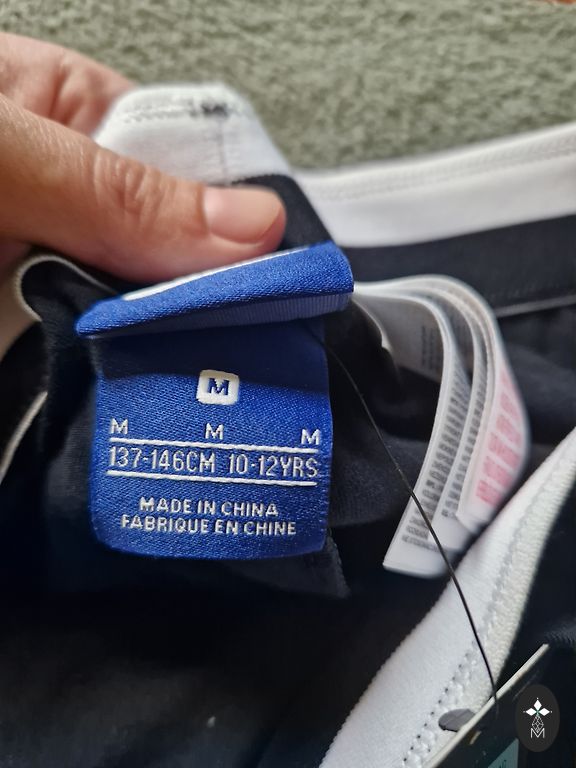 M
M M M
137-146CM 10-12YRS
MADE IN CHINA
FABRIQUE EN CHINE